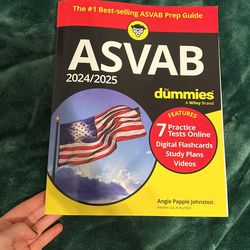 The #1 Best-selling ASVAB Prep Guide
ASVAB
2024/2025
dummies
A Wiley Brand
FEATURES
7 Practice
Tests Online
Digital Flashcards
Study Plans
Videos
Angie Papple Johnston